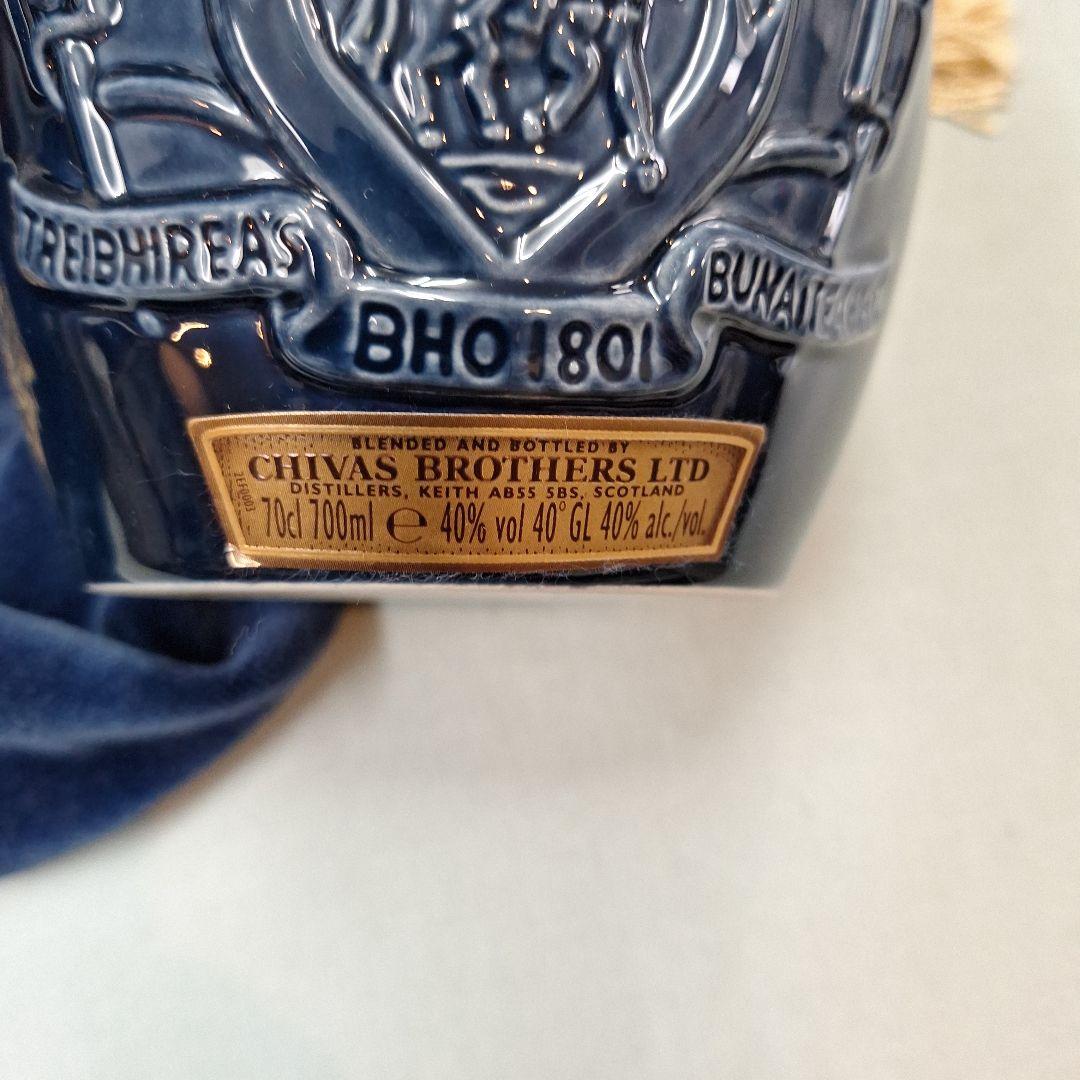 TREIBHIREA'S
BHO 1801
BLENDED AND BOTTLED BY
CHIVAS BROTHERS LTD
DISTILLERS, KEITH AB55 5BS, SCOTLAND
70cl 700ml e 40% vol 40° GL 40% alc./vol.